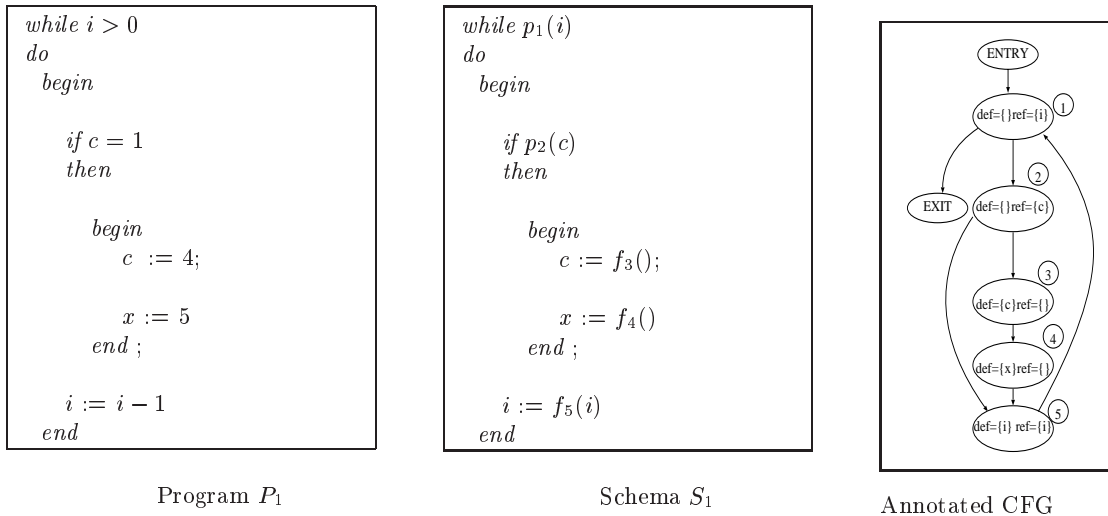 while i > 0
do
begin
if c = 1
then
begin
c := 4;
x := 5
end ;
i := i − 1
end
Program P₁
while p₁(i)
do
begin
if p₂(c)
then
begin
c := f₃();
x := f₄()
end ;
i := f₅(i)
end
Schema S₁
ENTRY
def={}ref={i}
1
2
EXIT
def={}ref={c}
3
def={c}ref={}
4
def={x}ref={}
5
def={i} ref={i}
Annotated CFG